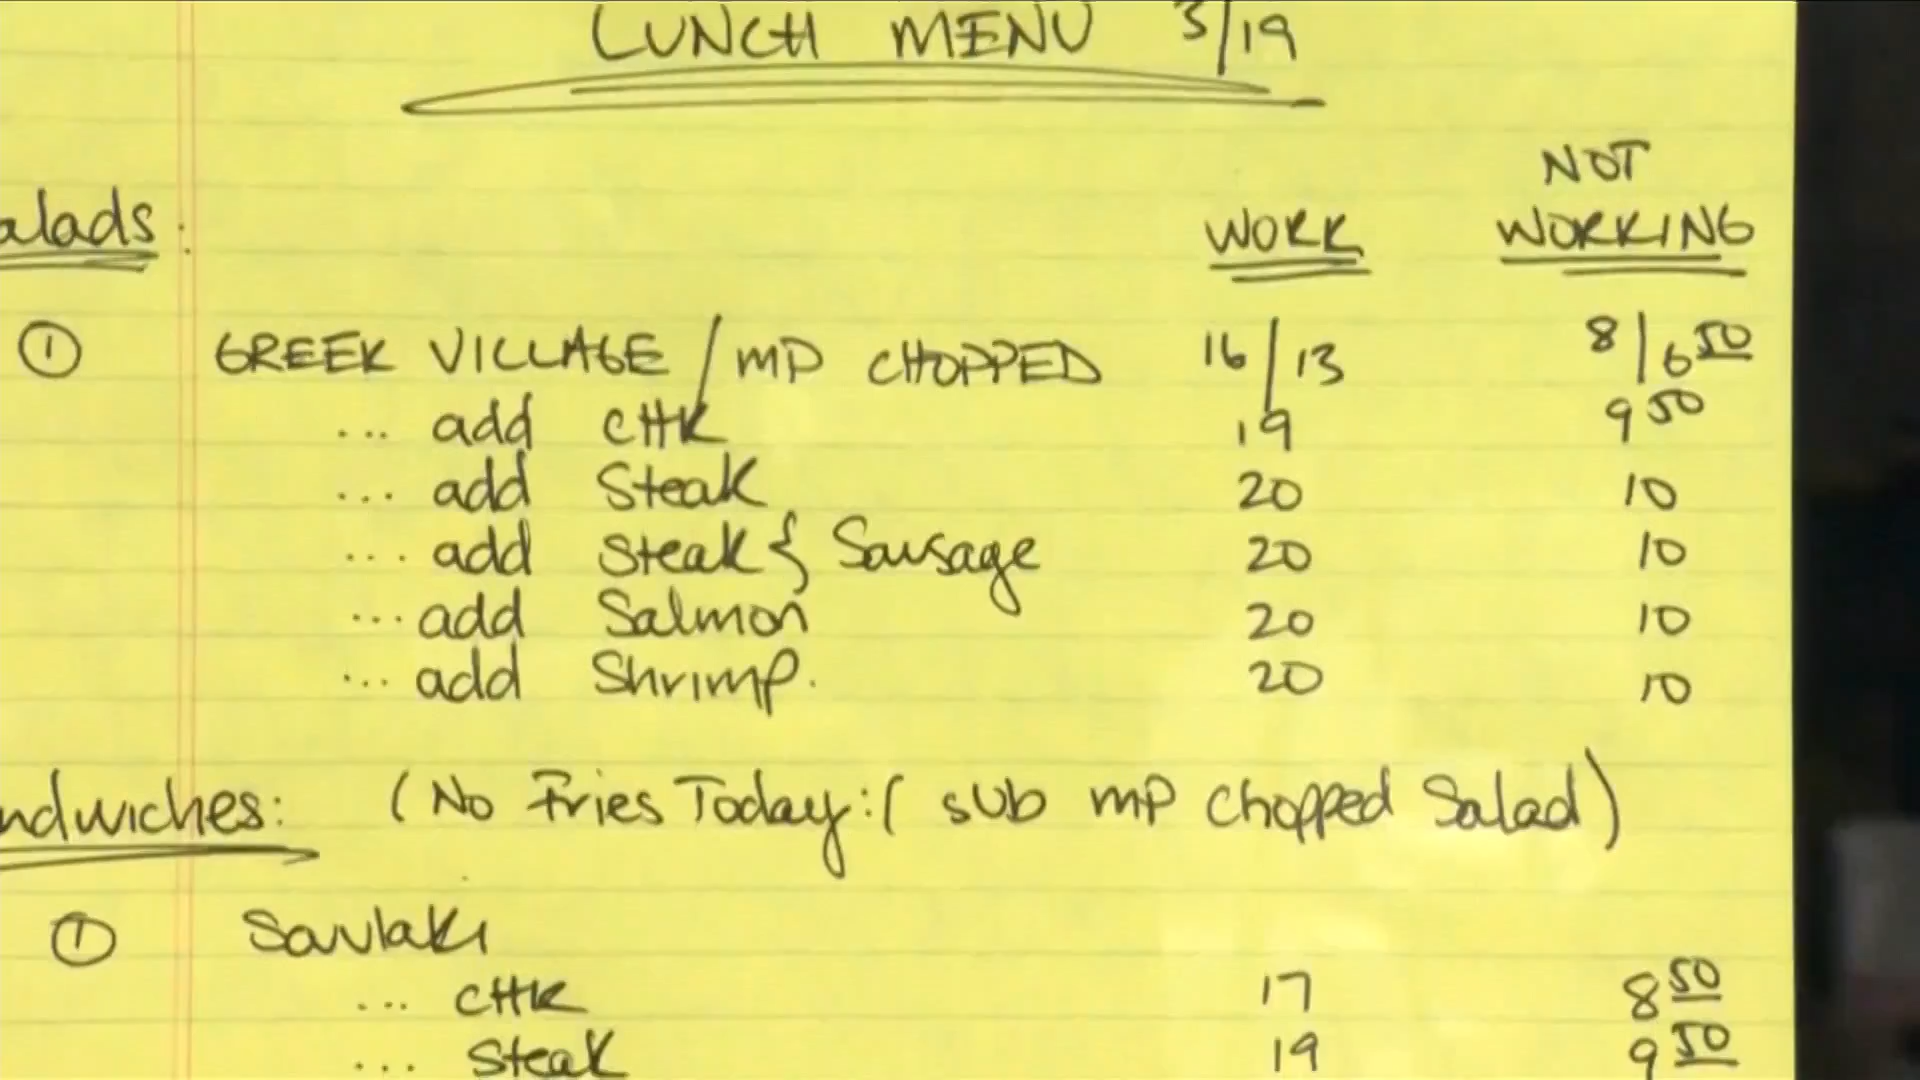 LUNCH MENU 3/19
NOT
alads: WORK WORKING
① GREEK VILLAGE / MP CHOPPED 16/13 8/6 50
... add CHK 19 9 50
... add Steak 20 10
... add Steak & Sausage 20 10
... add Salmon 20 10
... add Shrimp. 20 10
ndwiches: (No Fries Today :( sub MP Chopped Salad)
① Souvlaki
... CHK 17 8 50
... Steak 19 9 50